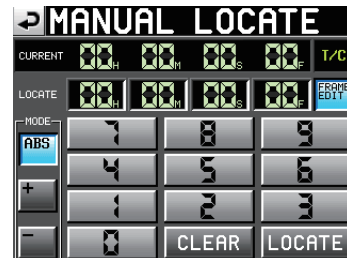 MANUAL LOCATE
CURRENT 00H 00M 00S 00F T/C
LOCATE 00H 00M 00S 00F FRAME EDIT
MODE
ABS 7 8 9
4 5 6
+ 1 2 3
- 0 CLEAR LOCATE